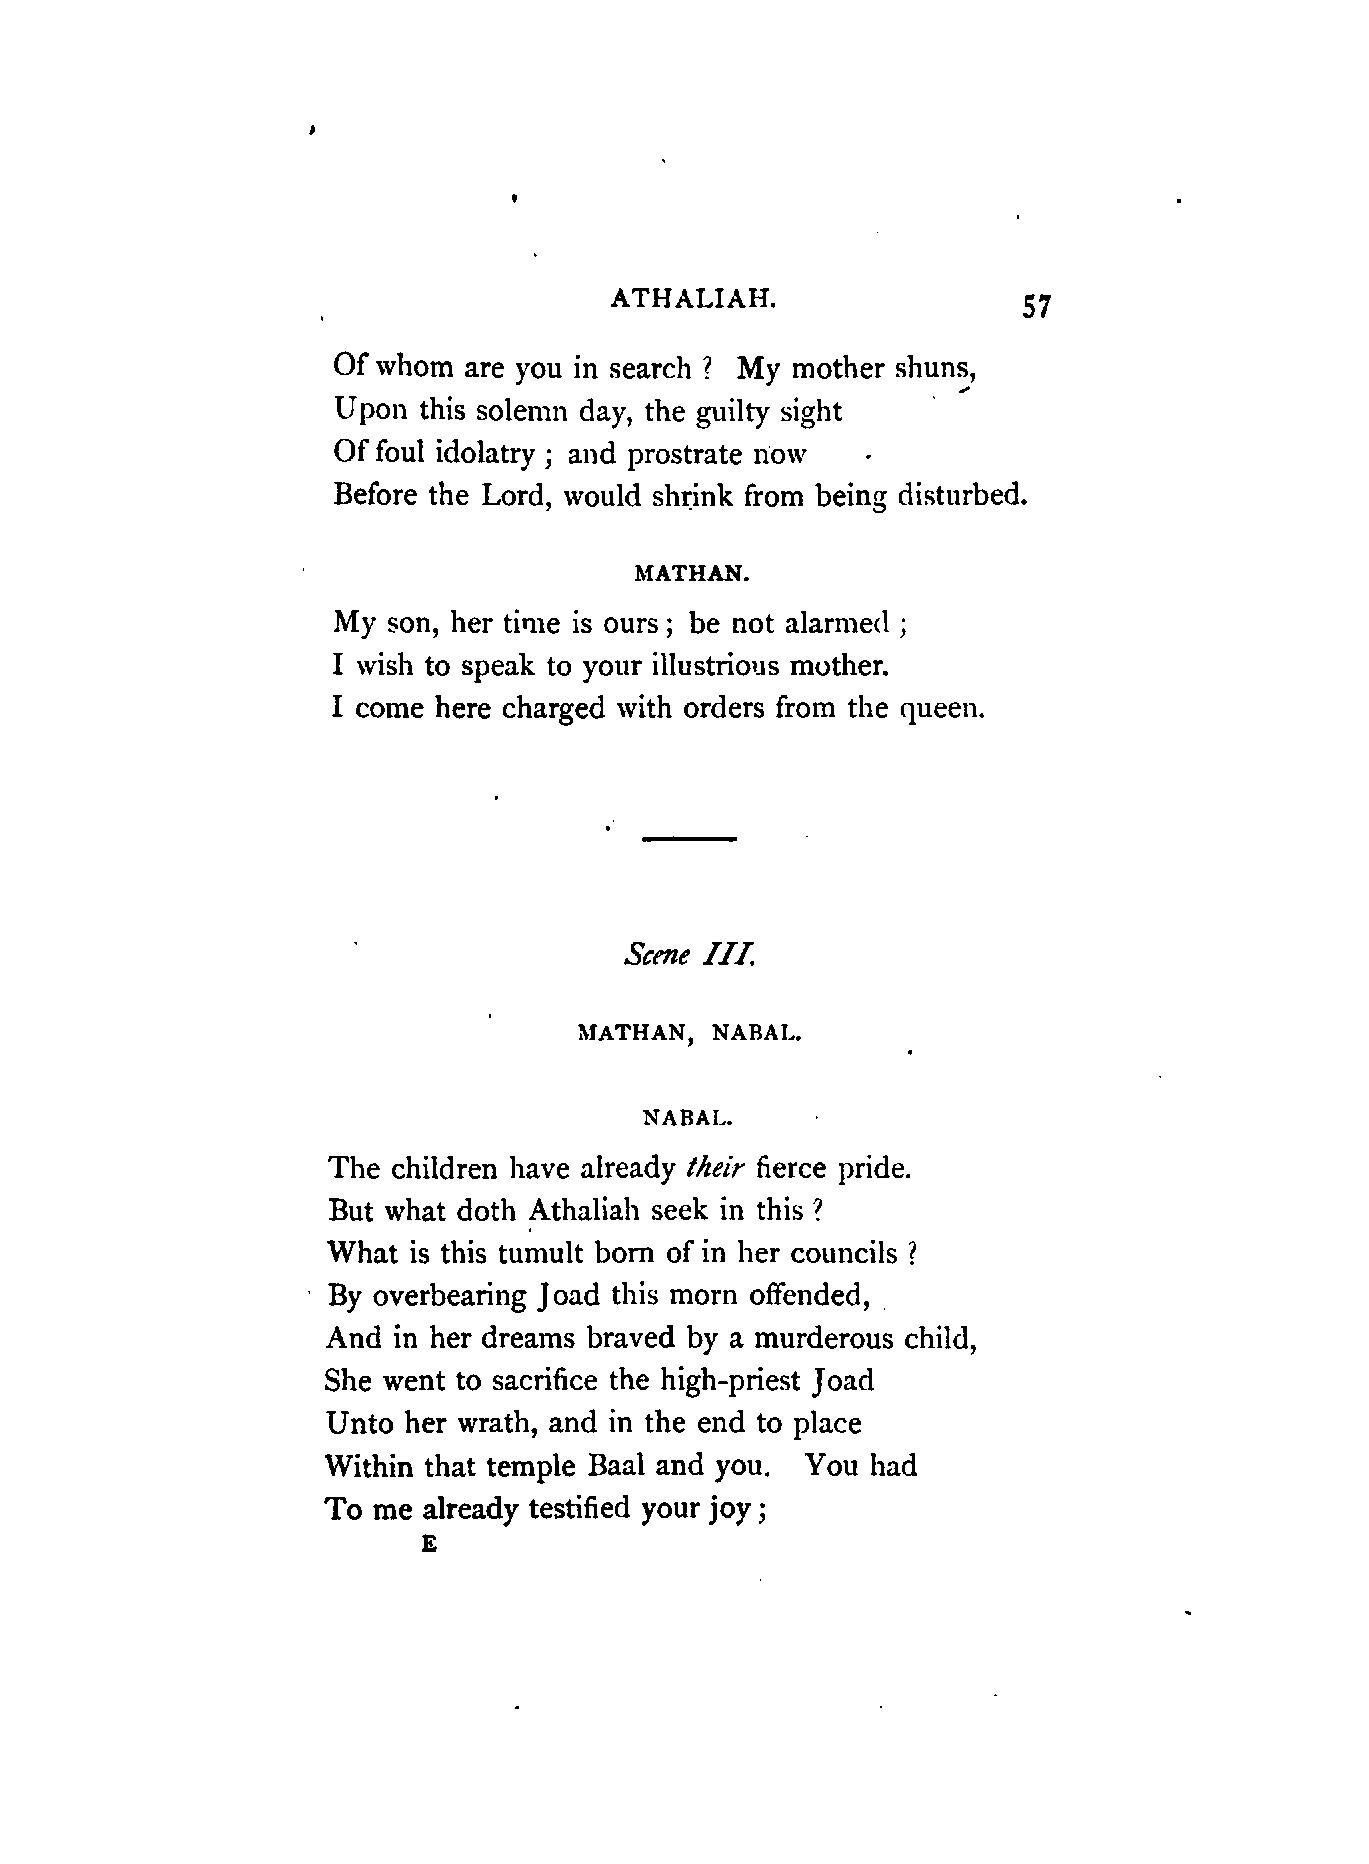 ATHALIAH. 57
Of whom are you in search ? My mother shuns,
Upon this solemn day, the guilty sight
Of foul idolatry ; and prostrate now
Before the Lord, would shrink from being disturbed.
MATHAN.
My son, her time is ours ; be not alarmed ;
I wish to speak to your illustrious mother.
I come here charged with orders from the queen.
Scene III.
MATHAN, NABAL.
NABAL.
The children have already their fierce pride.
But what doth Athaliah seek in this ?
What is this tumult born of in her councils ?
By overbearing Joad this morn offended,
And in her dreams braved by a murderous child,
She went to sacrifice the high-priest Joad
Unto her wrath, and in the end to place
Within that temple Baal and you. You had
To me already testified your joy ;
E